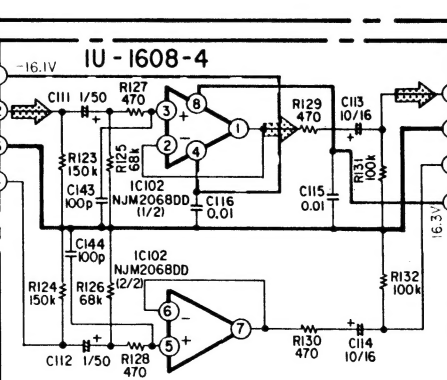 1U-1608-4
-16.1V
C111 1/50
R127
470
3
8
+
1
2
−
4
R129
470
C113
10/16
+
R123
150k
R125
68k
C143
100p
IC102
NJM2068DD
(1/2)
C116
0.01
C115
0.01
R131
100k
C144
100p
IC102
NJM2068DD
(2/2)
16.3V
R124
150k
R126
68k
6
−
7
5
+
R132
100k
C112
+
1/50
R128
470
R130
470
+
C114
10/16